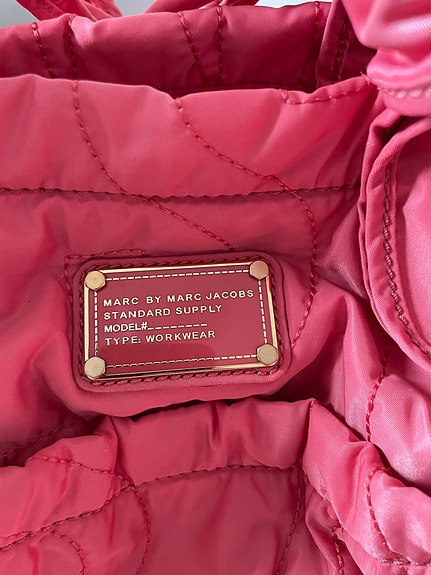 MARC BY MARC JACOBS
STANDARD SUPPLY
MODEL#________
TYPE: WORKWEAR